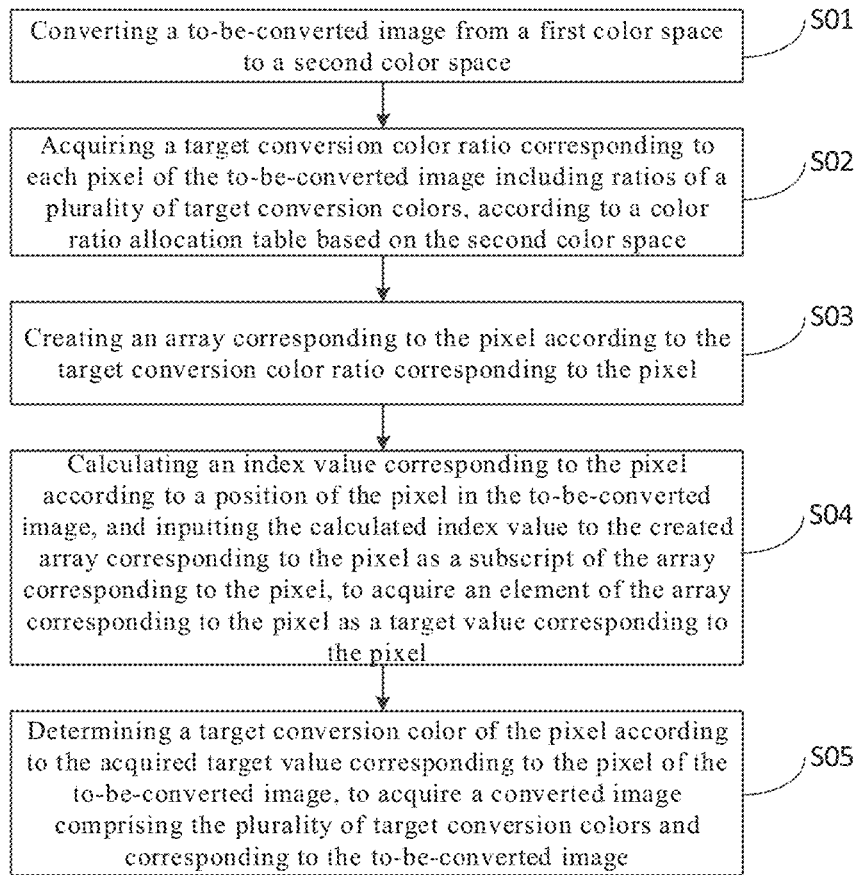 Converting a to-be-converted image from a first color space
to a second color space
S01
Acquiring a target conversion color ratio corresponding to
each pixel of the to-be-converted image including ratios of a
plurality of target conversion colors, according to a color
ratio allocation table based on the second color space
S02
Creating an array corresponding to the pixel according to the
target conversion color ratio corresponding to the pixel
S03
Calculating an index value corresponding to the pixel
according to a position of the pixel in the to-be-converted
image, and inpuiting the calculated index value to the created
array corresponding to the pixel as a subscript of the array
corresponding to the pixel, to acquire an element of the array
corresponding to the pixel as a target value corresponding to
the pixel
S04
Determining a target conversion color of the pixel according
to the acquired target value corresponding to the pixel of the
to-be-converted image, to acquire a converted image
comprising the plurality of target conversion colors and
corresponding to the to-be-converted image
S05